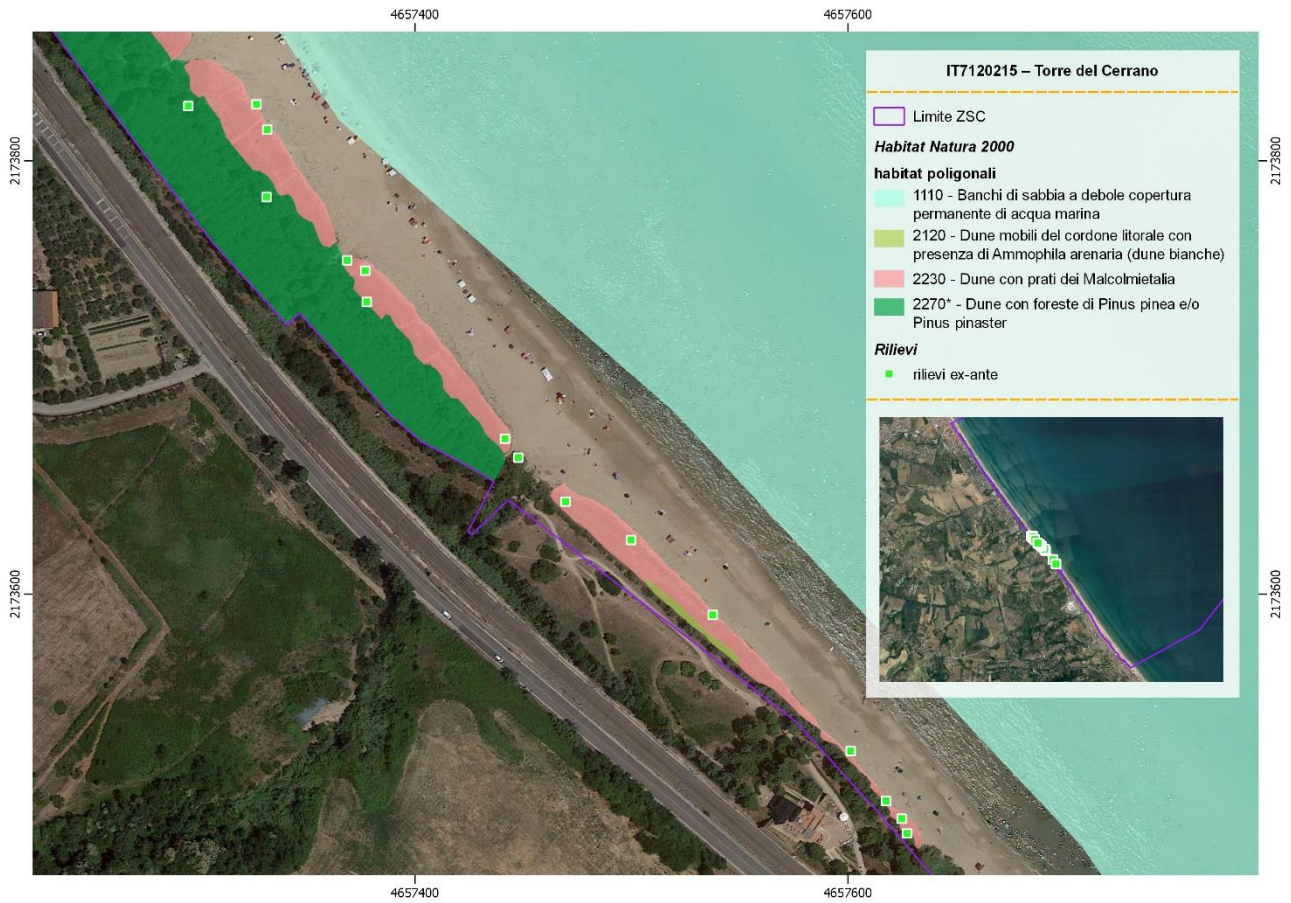 4657400
4657600
IT7120215 – Torre del Cerrano
Limite ZSC
Habitat Natura 2000
habitat poligonali
1110 - Banchi di sabbia a debole copertura
permanente di acqua marina
2120 - Dune mobili del cordone litorale con
presenza di Ammophila arenaria (dune bianche)
2230 - Dune con prati dei Malcolmietalia
2270* - Dune con foreste di Pinus pinea e/o
Pinus pinaster
Rilievi
rilievi ex-ante
2173800
2173800
2173600
2173600
4657400
4657600